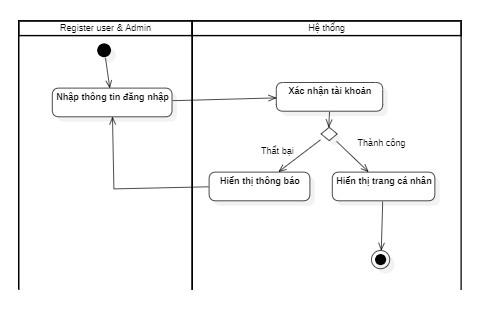 Register user & Admin
Hệ thống
Nhập thông tin đăng nhập
Xác nhận tài khoản
Thất bại
Thành công
Hiển thị thông báo
Hiển thị trang cá nhân